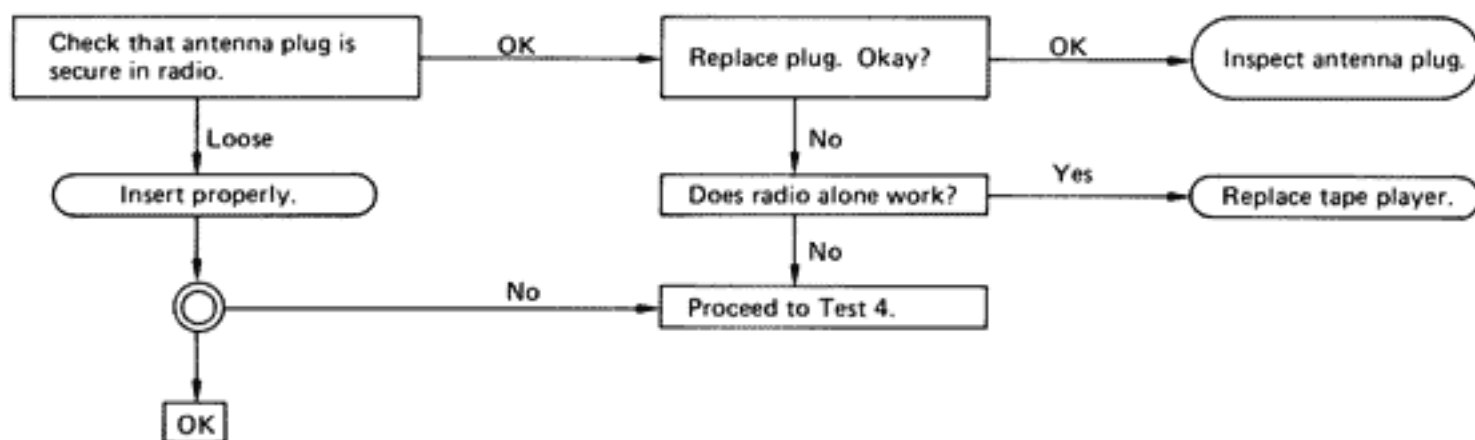 Check that antenna plug is
secure in radio.
OK
Replace plug. Okay?
OK
Inspect antenna plug.
Loose
No
Insert properly.
Does radio alone work?
Yes
Replace tape player.
No
No
Proceed to Test 4.
OK